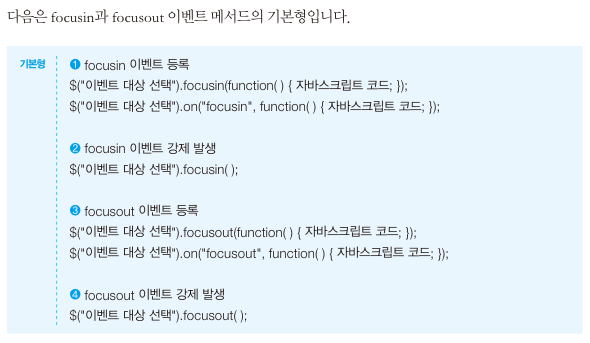 다음은 focusin과 focusout 이벤트 메서드의 기본형입니다.
기본형
❶ focusin 이벤트 등록
$("이벤트 대상 선택").focusin(function( ) { 자바스크립트 코드; });
$("이벤트 대상 선택").on("focusin", function( ) { 자바스크립트 코드; });
❷ focusin 이벤트 강제 발생
$("이벤트 대상 선택").focusin( );
❸ focusout 이벤트 등록
$("이벤트 대상 선택").focusout(function( ) { 자바스크립트 코드; });
$("이벤트 대상 선택").on("focusout", function( ) { 자바스크립트 코드; });
❹ focusout 이벤트 강제 발생
$("이벤트 대상 선택").focusout( );